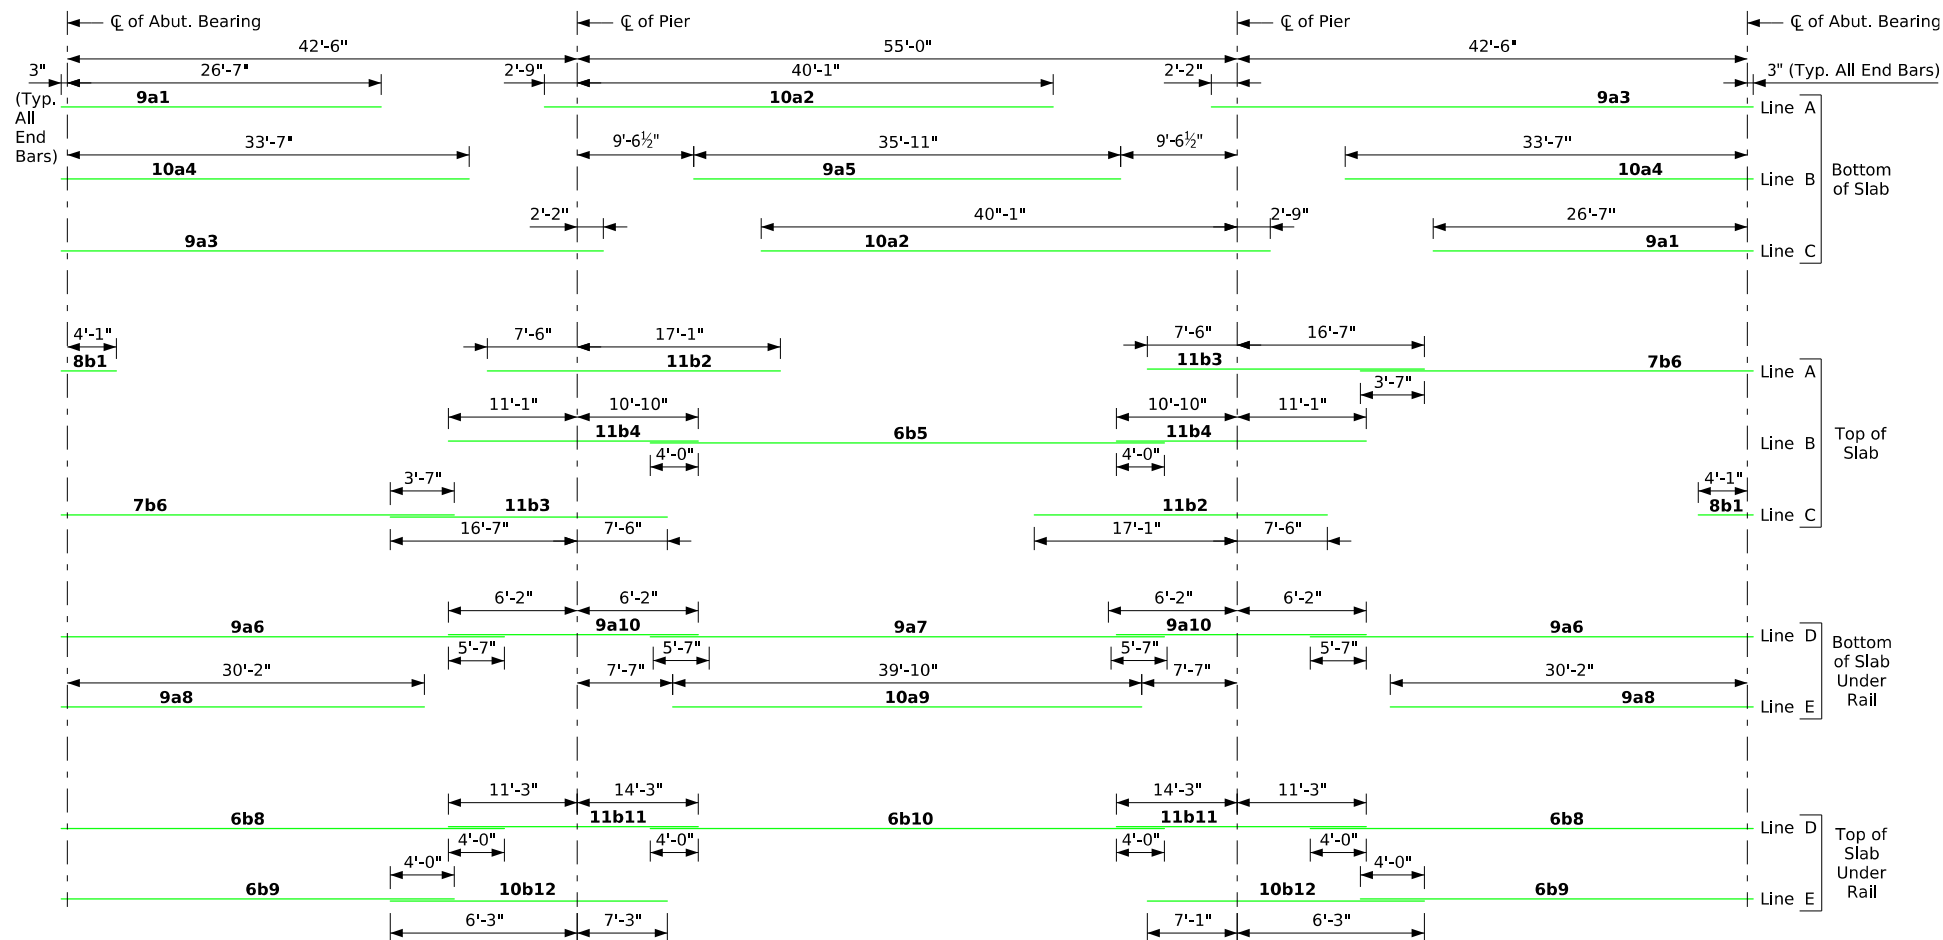 ℄ of Abut. Bearing ℄ of Pier ℄ of Pier ℄ of Abut. Bearing
42'-6" 55'-0" 42'-6"
3" 26'-7" 2'-9" 40'-1" 2'-2" 3" (Typ. All End Bars)
(Typ.
All
End
Bars)
9a1 10a2 9a3 Line A
33'-7" 9'-6½" 35'-11" 9'-6½" 33'-7"
10a4 9a5 10a4 Line B
Bottom
of Slab
2'-2" 40"-1" 2'-9" 26'-7"
9a3 10a2 9a1 Line C
4'-1" 7'-6" 17'-1" 7'-6" 16'-7"
8b1 11b2 11b3 7b6 Line A
3'-7"
11'-1" 10'-10" 10'-10" 11'-1"
11b4 6b5 11b4 Line B
Top of
Slab
4'-0" 4'-0"
3'-7" 4'-1"
7b6 11b3 11b2 8b1 Line C
16'-7" 7'-6" 17'-1" 7'-6"
6'-2" 6'-2" 6'-2" 6'-2"
9a6 9a10 9a7 9a10 9a6 Line D
5'-7" 5'-7" 5'-7" 5'-7"
Bottom
of Slab
Under
Rail
30'-2" 7'-7" 39'-10" 7'-7" 30'-2"
9a8 10a9 9a8 Line E
11'-3" 14'-3" 14'-3" 11'-3"
6b8 11b11 6b10 11b11 6b8 Line D
4'-0" 4'-0" 4'-0" 4'-0"
Top of
Slab
Under
Rail
4'-0" 4'-0"
6b9 10b12 10b12 6b9 Line E
6'-3" 7'-3" 7'-1" 6'-3"